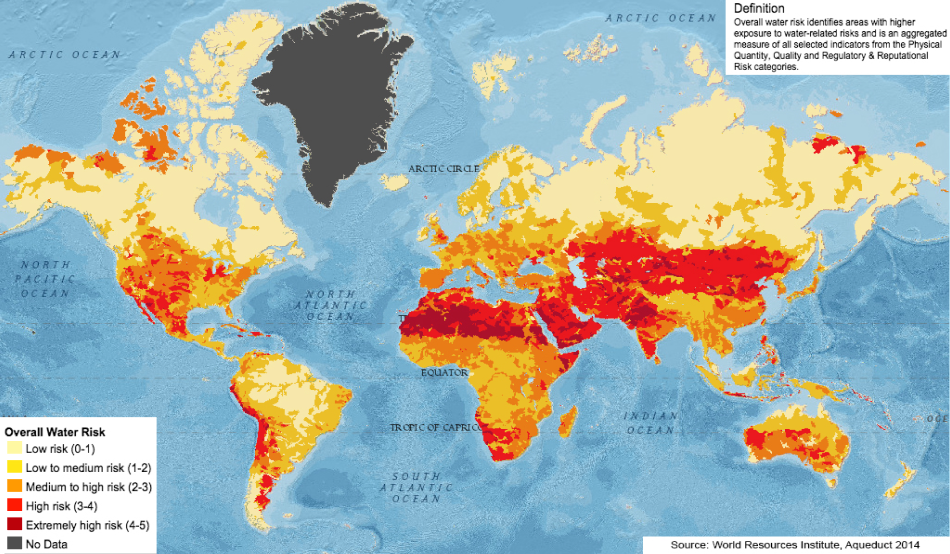 ARCTIC OCEAN
ARCTIC OCEAN
Definition
Overall water risk identifies areas with higher
exposure to water-related risks and is an aggregated
measure of all selected indicators from the Physical
Quantity, Quality and Regulatory & Reputational
Risk categories.
ARCTIC CIRCLE
NORTH
PACIFIC
OCEAN
NORTH
ATLANTIC
OCEAN
EQUATOR
INDIAN
OCEAN
TROPIC OF CAPRIC
SOUTH
ATLANTIC
OCEAN
Overall Water Risk
Low risk (0-1)
Low to medium risk (1-2)
Medium to high risk (2-3)
High risk (3-4)
Extremely high risk (4-5)
No Data
Source: World Resources Institute, Aqueduct 2014